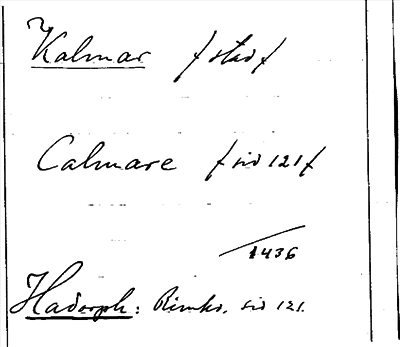 Kalmar / stad /
Calmare / sid 121 /
1436
Hadorph: Rimkr. sid 121.